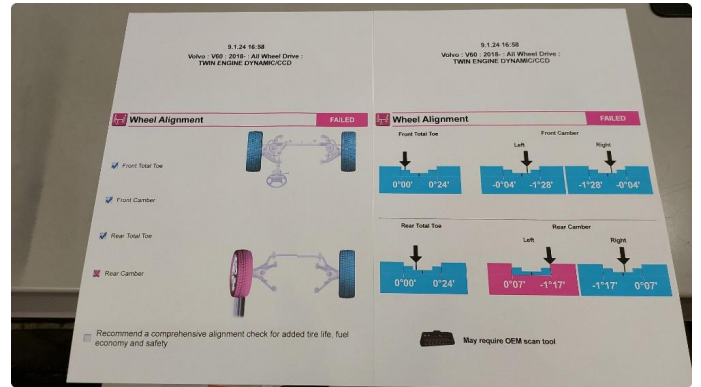 9.1.24 16:58
Volvo : V60 : 2018- : All Wheel Drive :
TWIN ENGINE DYNAMIC/CCD
Wheel Alignment FAILED
Front Total Toe
Front Camber
Rear Total Toe
Rear Camber
Recommend a comprehensive alignment check for added tire life, fuel
economy and safety
9.1.24 16:58
Volvo : V60 : 2018- : All Wheel Drive :
TWIN ENGINE DYNAMIC/CCD
Wheel Alignment FAILED
Front Total Toe Front Camber
Left Right
0°00' 0°24' -0°04' -1°28' -1°28' -0°04'
Rear Total Toe Rear Camber
Left Right
0°00' 0°24' 0°07' -1°17' -1°17' 0°07'
May require OEM scan tool